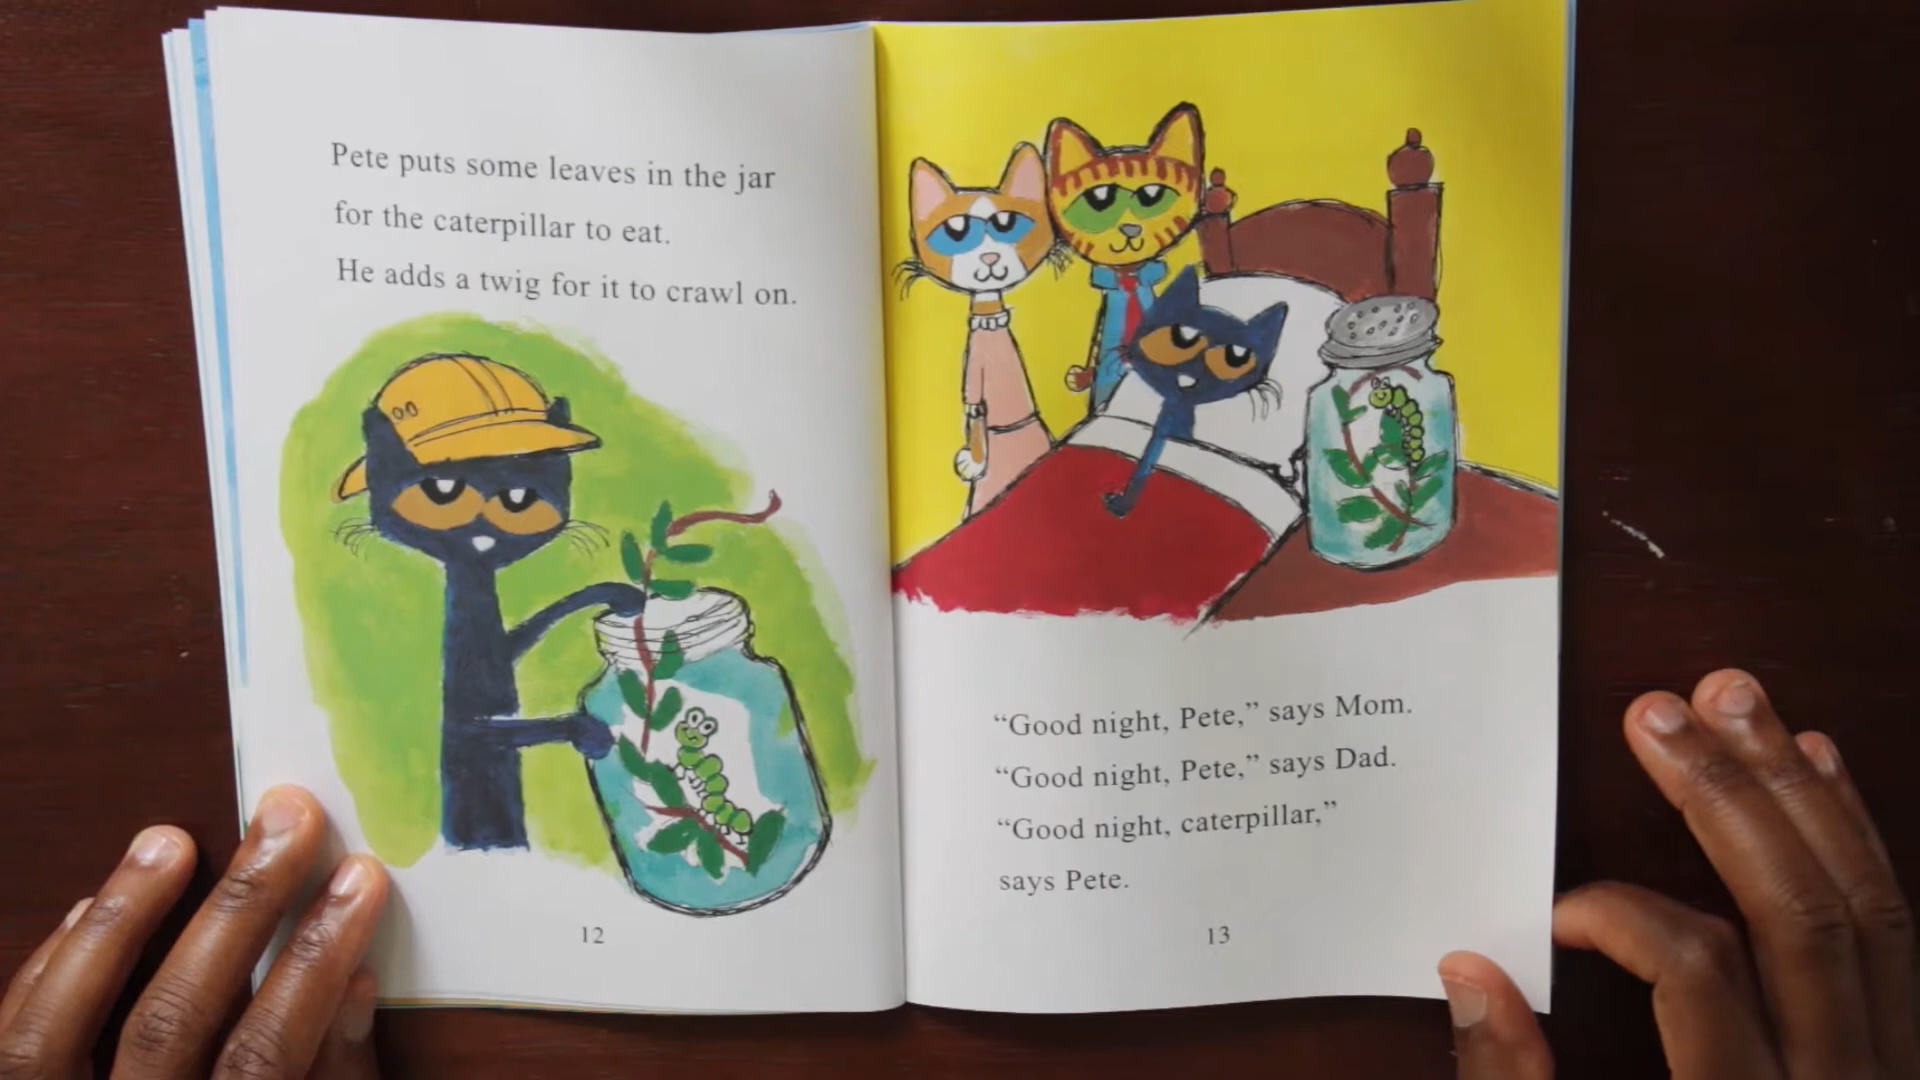 Pete puts some leaves in the jar
for the caterpillar to eat.
He adds a twig for it to crawl on.
12
“Good night, Pete,” says Mom.
“Good night, Pete,” says Dad.
“Good night, caterpillar,”
says Pete.
13